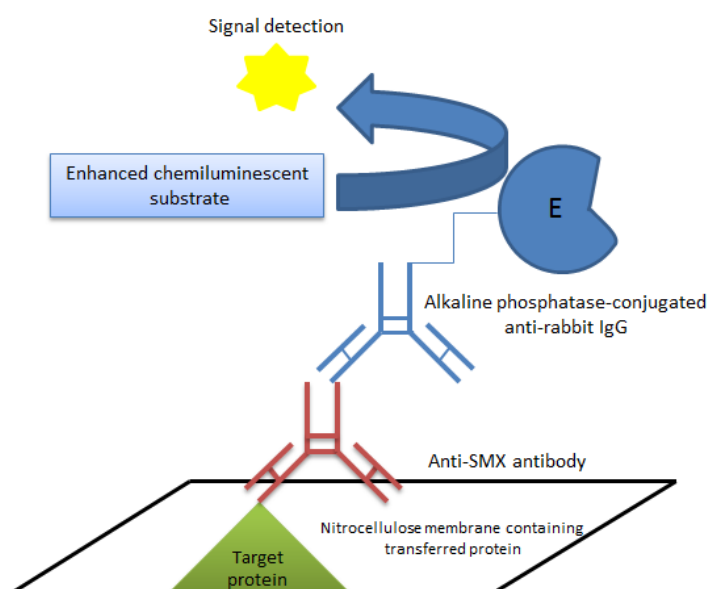 Signal detection
Enhanced chemiluminescent
substrate
E
Alkaline phosphatase-conjugated
anti-rabbit IgG
Anti-SMX antibody
Nitrocellulose membrane containing
transferred protein
Target
protein